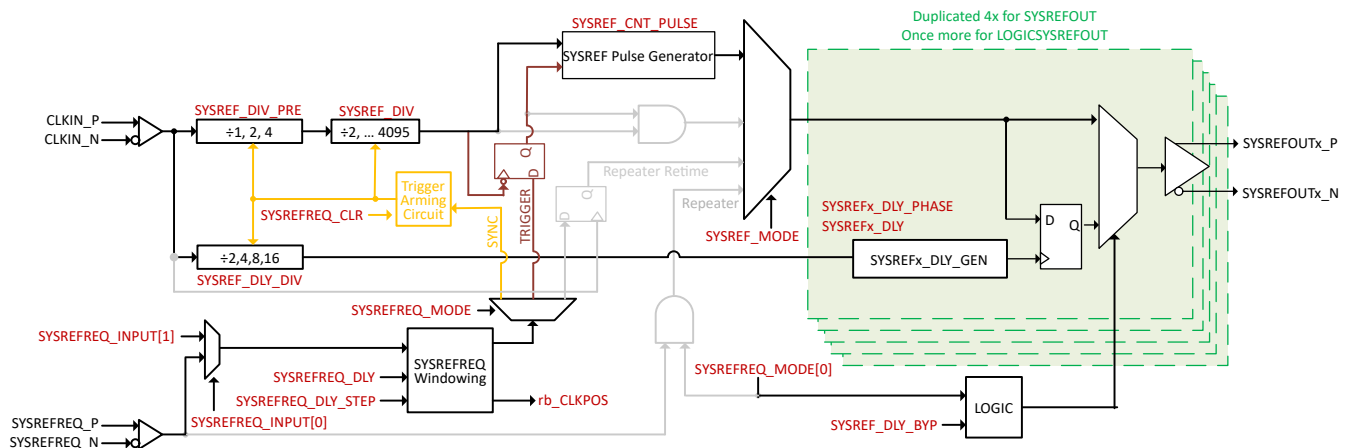 Duplicated 4x for SYSREFOUT
Once more for LOGICSYSREFOUT
SYSREF_CNT_PULSE
SYSREF Pulse Generator
SYSREF_DIV_PRE
SYSREF_DIV
CLKIN_P
CLKIN_N
÷1, 2, 4
÷2, ... 4095
Q
D
SYSREFOUTx_P
SYSREFOUTx_N
Repeater Retime
Trigger
Arming
Circuit
SYSREFREQ_CLR
Q
D
Repeater
SYSREFx_DLY_PHASE
SYSREFx_DLY
SYNC
TRIGGER
SYSREF_MODE
D
Q
÷2,4,8,16
SYSREF_DLY_DIV
SYSREFx_DLY_GEN
SYSREFREQ_MODE
SYSREFREQ_INPUT[1]
SYSREFREQ
Windowing
SYSREFREQ_DLY
SYSREFREQ_MODE[0]
SYSREFREQ_DLY_STEP
rb_CLKPOS
LOGIC
SYSREFREQ_INPUT[0]
SYSREF_DLY_BYP
SYSREFREQ_P
SYSREFREQ_N